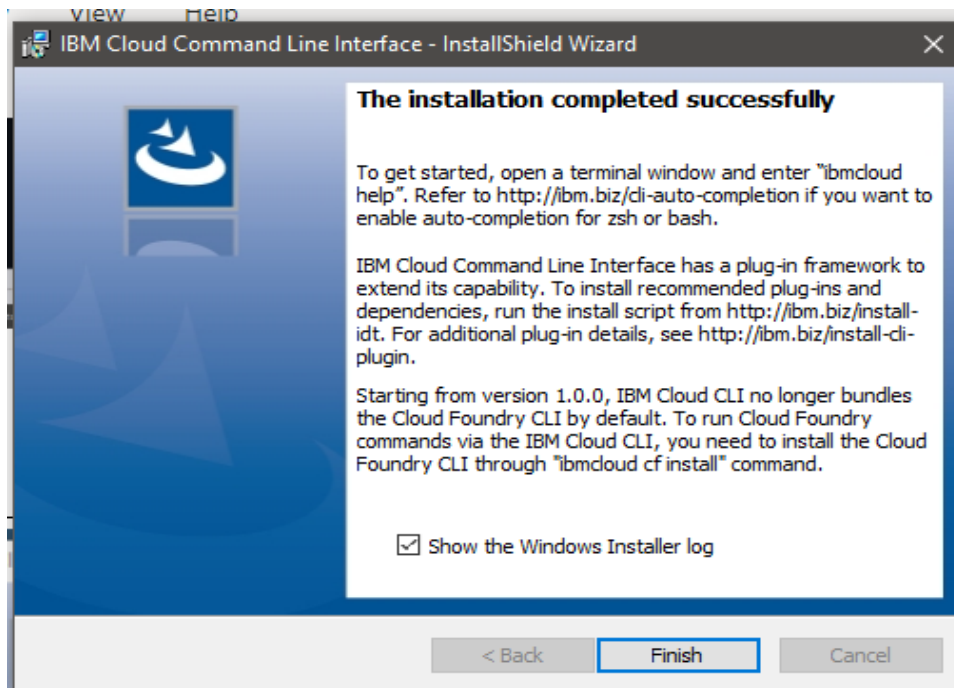 View Help
IBM Cloud Command Line Interface - InstallShield Wizard
The installation completed successfully
To get started, open a terminal window and enter "ibmcloud
help". Refer to http://ibm.biz/cli-auto-completion if you want to
enable auto-completion for zsh or bash.
IBM Cloud Command Line Interface has a plug-in framework to
extend its capability. To install recommended plug-ins and
dependencies, run the install script from http://ibm.biz/install-
idt. For additional plug-in details, see http://ibm.biz/install-cli-
plugin.
Starting from version 1.0.0, IBM Cloud CLI no longer bundles
the Cloud Foundry CLI by default. To run Cloud Foundry
commands via the IBM Cloud CLI, you need to install the Cloud
Foundry CLI through "ibmcloud cf install" command.
Show the Windows Installer log
< Back Finish Cancel